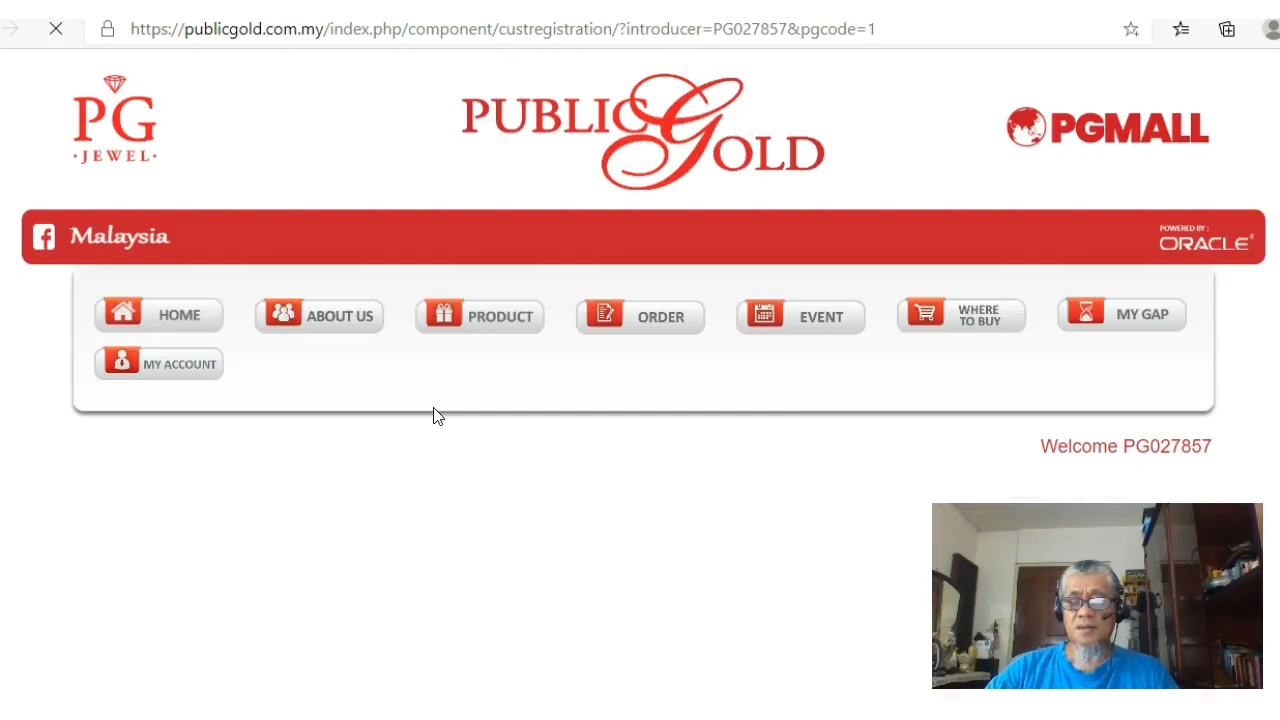 https://publicgold.com.my/index.php/component/custregistration/?introducer=PG027857&pgcode=1
PG
·JEWEL·
PUBLIC GOLD
PGMALL
Malaysia
POWERED BY :
ORACLE®
HOME
ABOUT US
PRODUCT
ORDER
EVENT
WHERE
TO BUY
MY GAP
MY ACCOUNT
Welcome PG027857